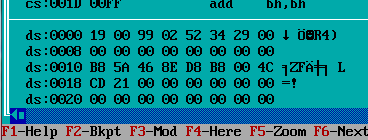 cs:001D 00FF add bh,bh
ds:0000 19 00 99 02 52 34 29 00 ↓ Ö☻R4)
ds:0008 00 00 00 00 00 00 00 00
ds:0010 B8 5A 46 8E D8 B8 00 4C ╕ZFÄ╪╕ L
ds:0018 CD 21 00 00 00 00 00 00 =!
ds:0020 00 00 00 00 00 00 00 00
F1-Help F2-Bkpt F3-Mod F4-Here F5-Zoom F6-Next